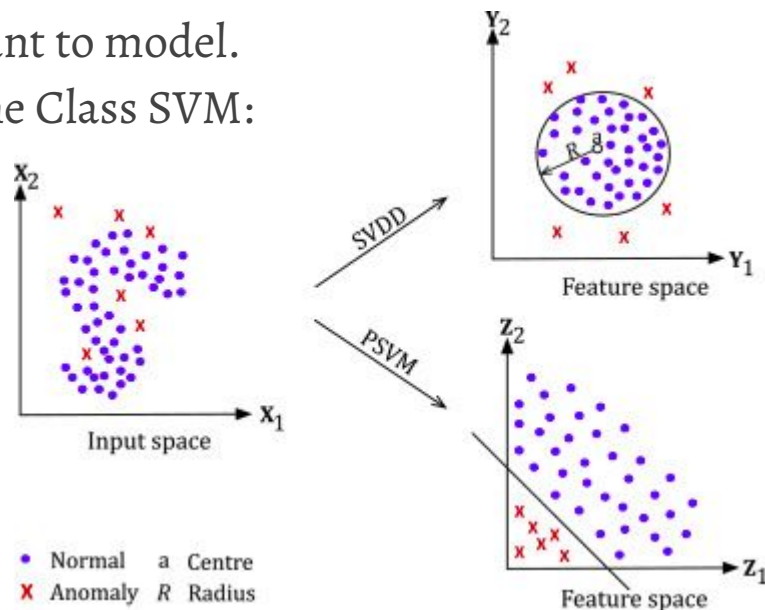 nt to model.
e Class SVM:
X2
X1
Input space
SVDD
PSVM
Y2
R
a
Y1
Feature space
Z2
Z1
Feature space
Normal a Centre
X Anomaly R Radius